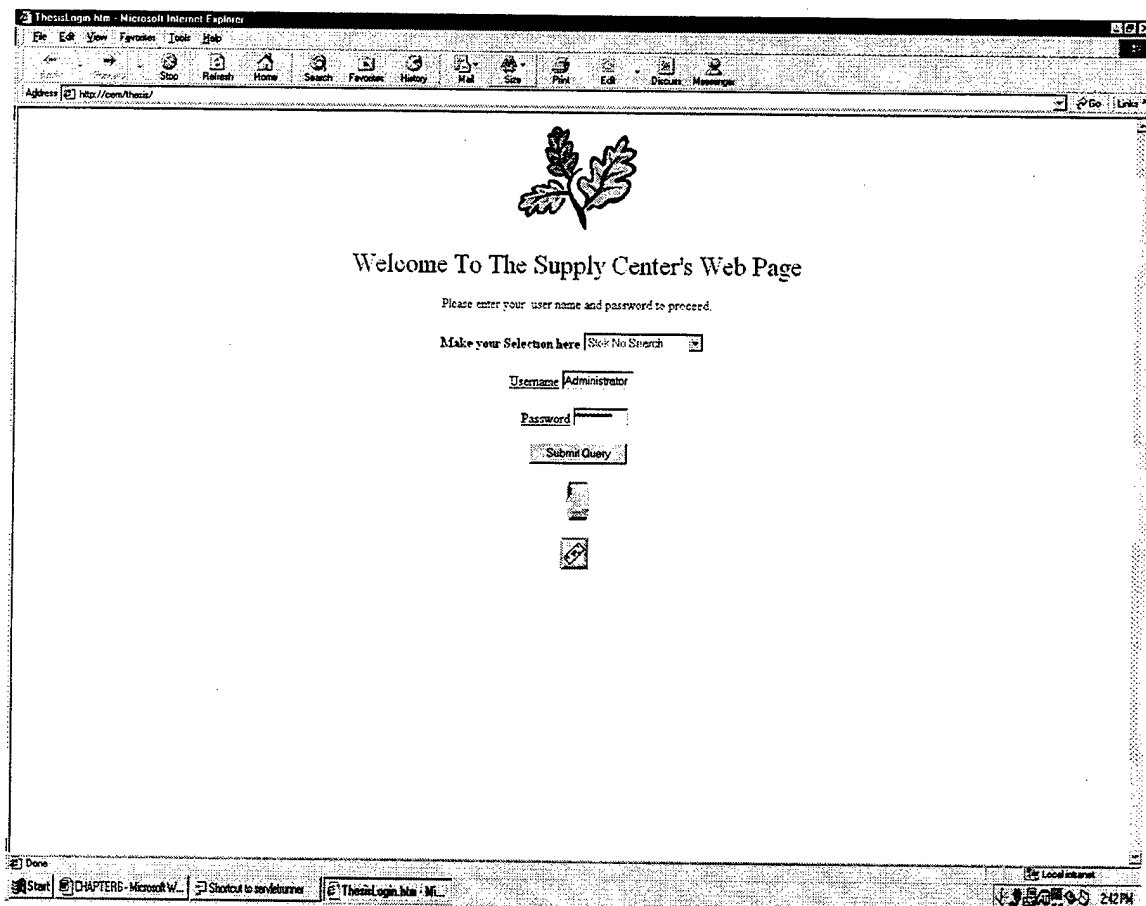 ThesisLogin.htm - Microsoft Internet Explorer
File Edit View Favorites Tools Help
Stop Refresh Home Search Favorites History Mail Size Print Edit Discuss Messenger
Address http://cem/thesis/ Go Links
Welcome To The Supply Center's Web Page
Please enter your user name and password to proceed.
Make your Selection here Stok No Search
Username Administrator
Password
Submit Query
Done Local intranet
Start CHAPTER6 - Microsoft W... Shortcut to servletrunner ThesisLogin.htm - Mi... 2:42 PM